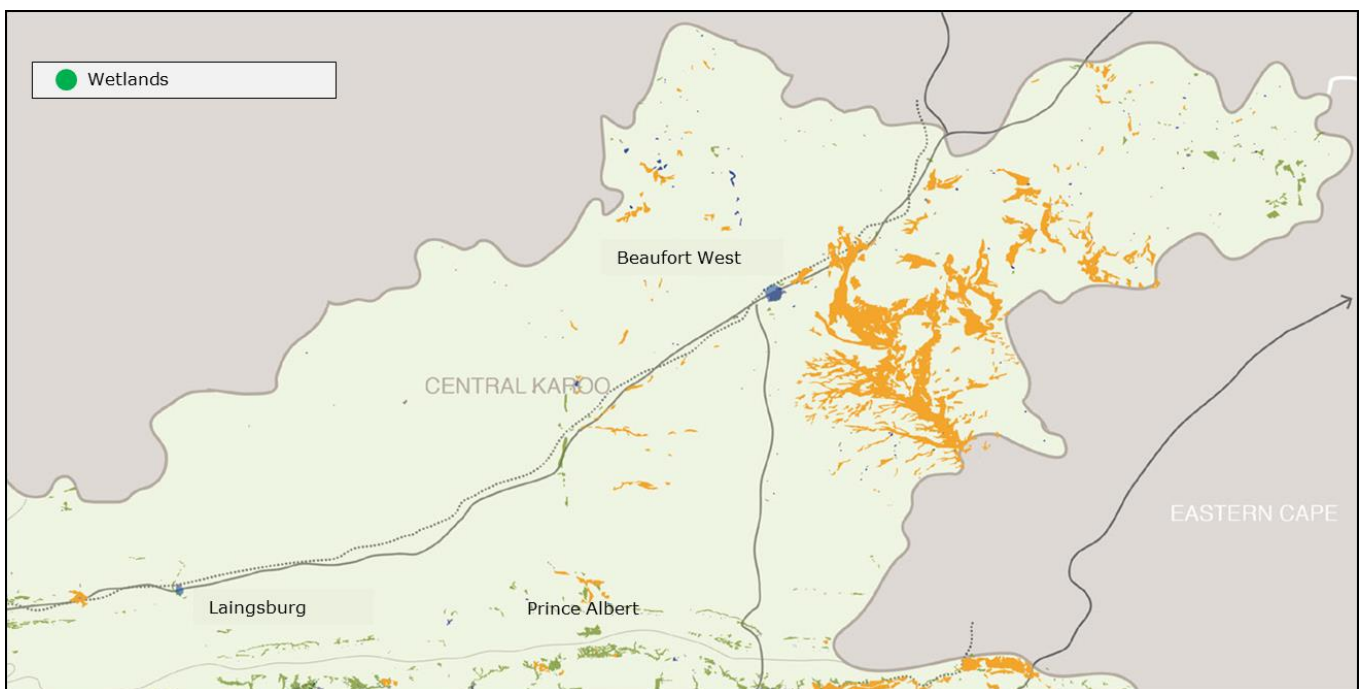 Wetlands
Beaufort West
CENTRAL KAROO
EASTERN CAPE
Laingsburg
Prince Albert